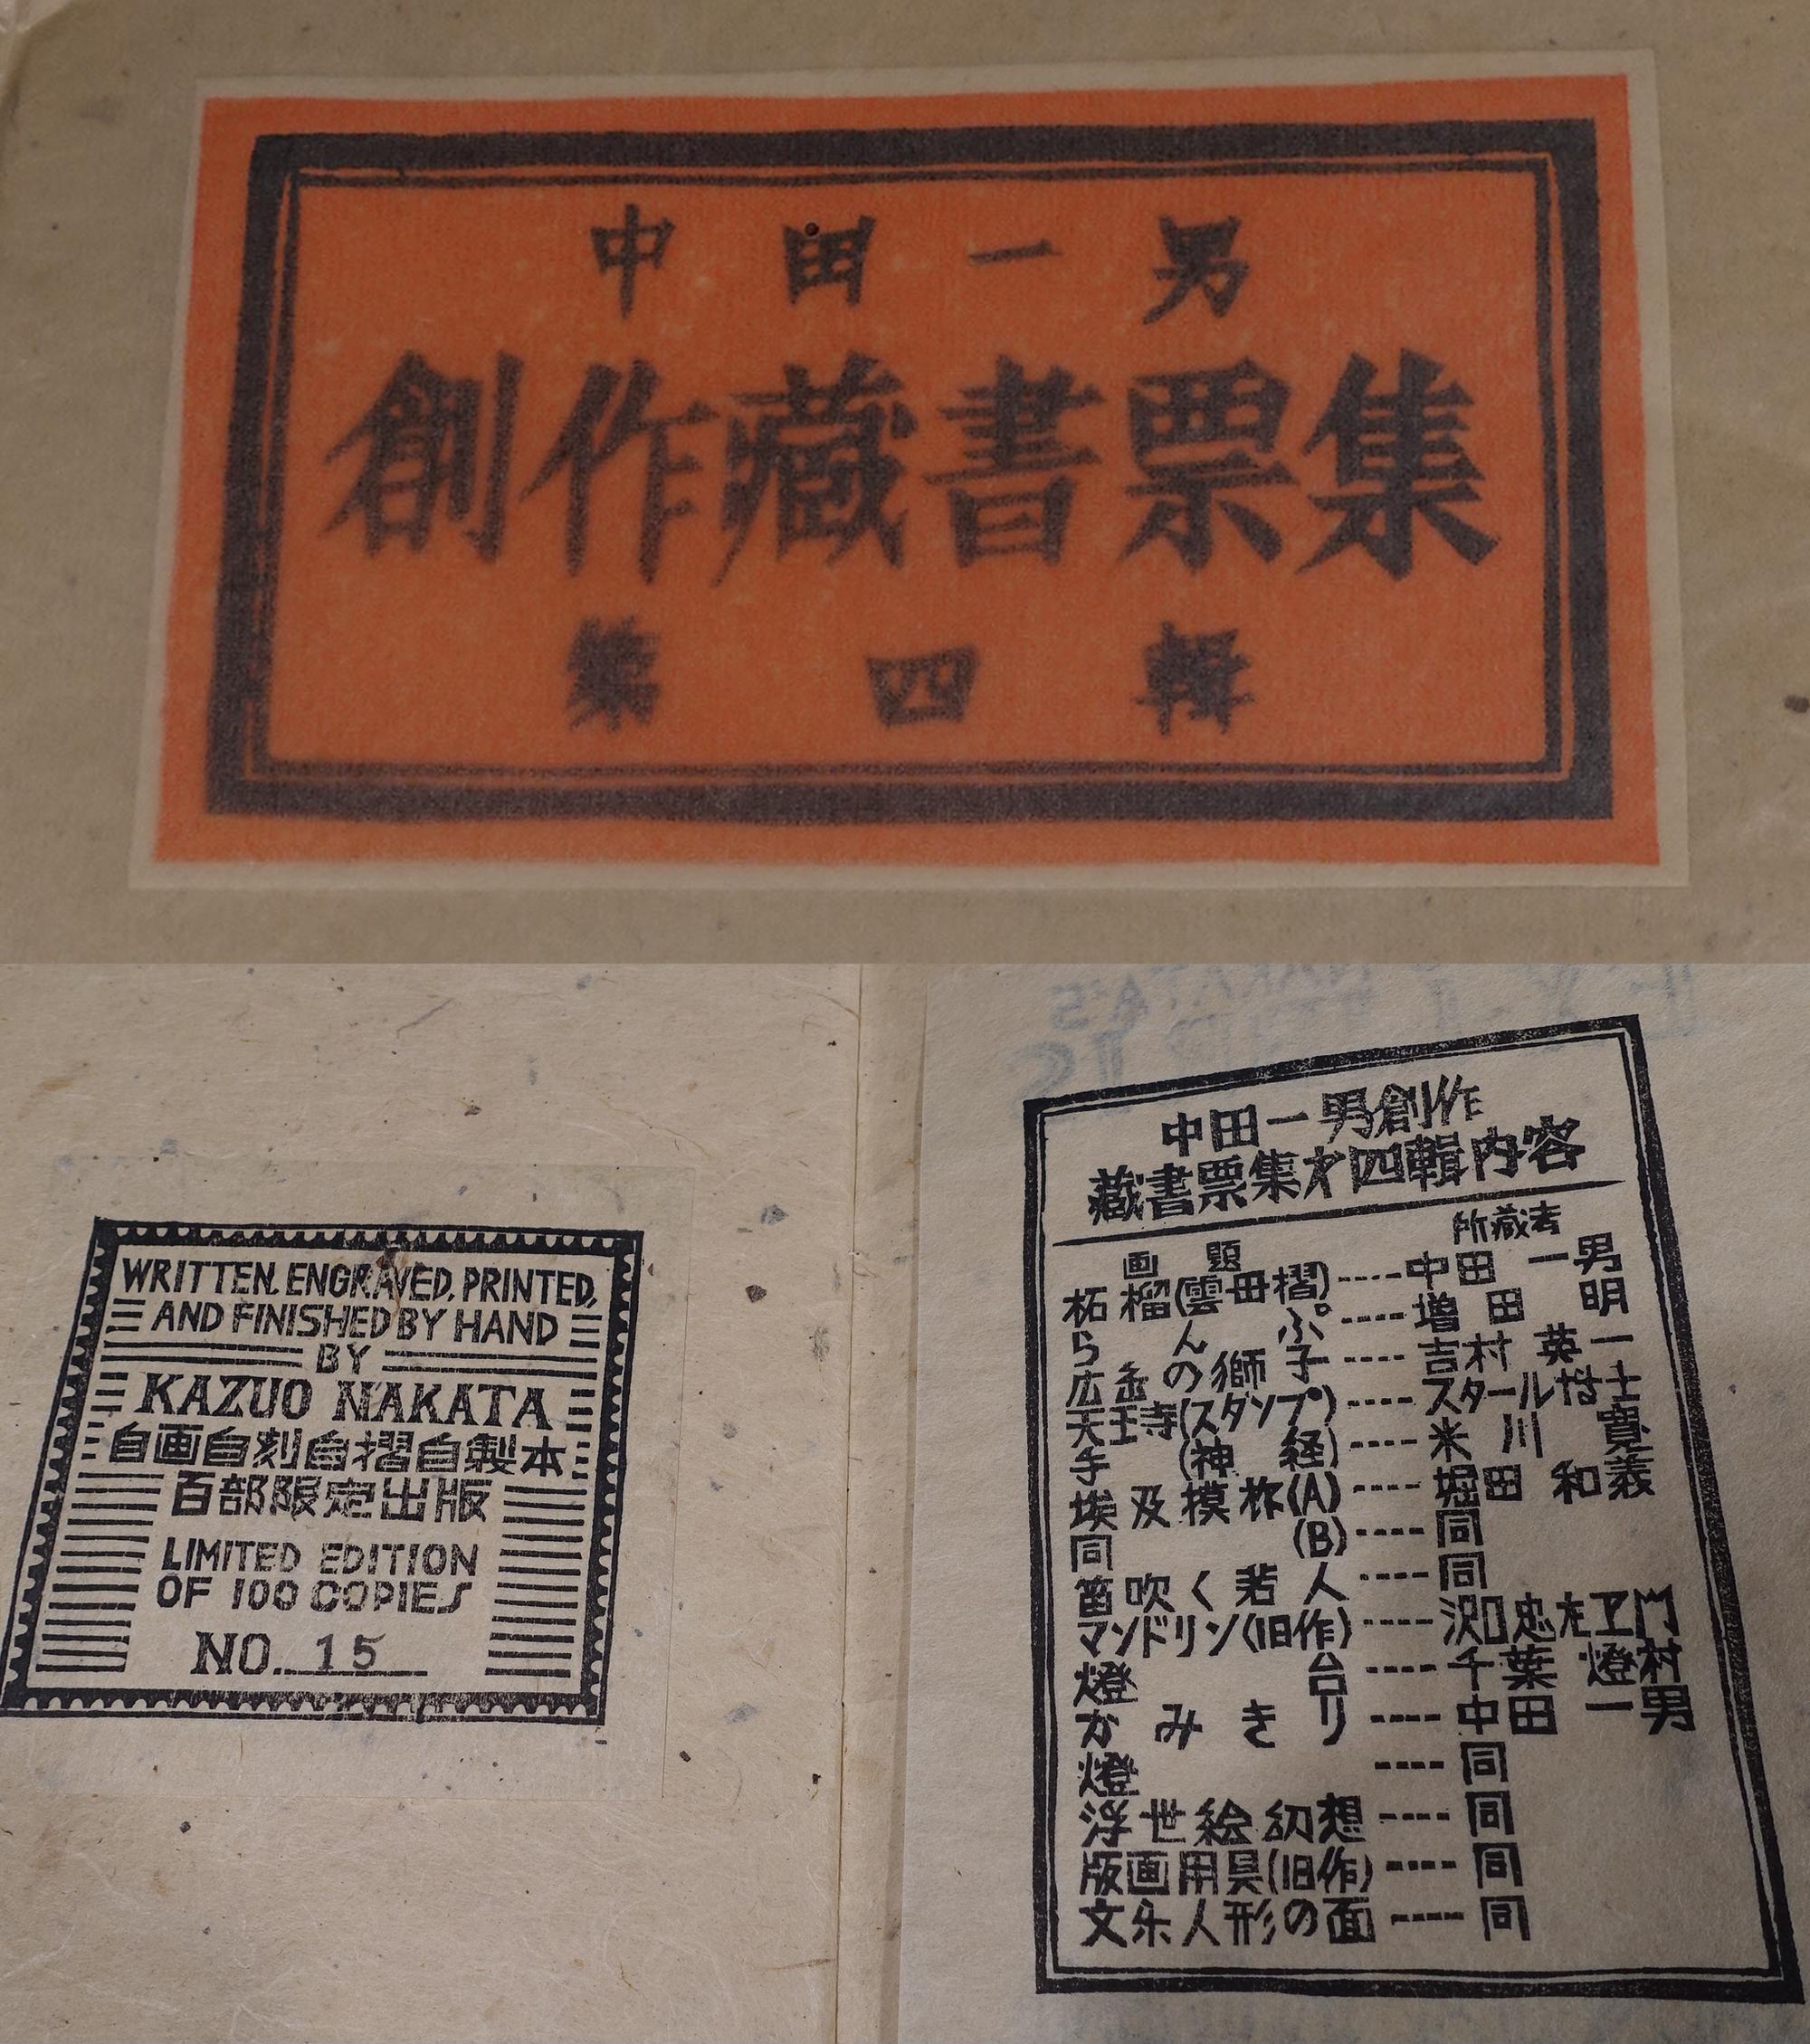 中田一男
創作藏書票集
第四輯
WRITTEN. ENGRAVED. PRINTED,
AND FINISHED BY HAND
BY
KAZUO NAKATA
自画自刻自摺自製本
百部限定出版
LIMITED EDITION
OF 100 COPIES
NO. 15
中田一男創作
藏書票集才四輯内容
画題 所藏者
柘榴(雲母摺)----中田一男
らんぷ----増田明
広島の獅子----吉村英一
天王寺(スタンプ)----スタール博士
手(神経)----米川寛
埃及摸様(A)----堀田和義
同(B)----同
笛吹く若人----同
マンドリン(旧作)----沢口忠左ヱ門
燈台----千葉燈村
かみきり----中田一男
燈----同
浮世絵幻想----同
版画用具(旧作)----同
文楽人形の面----同